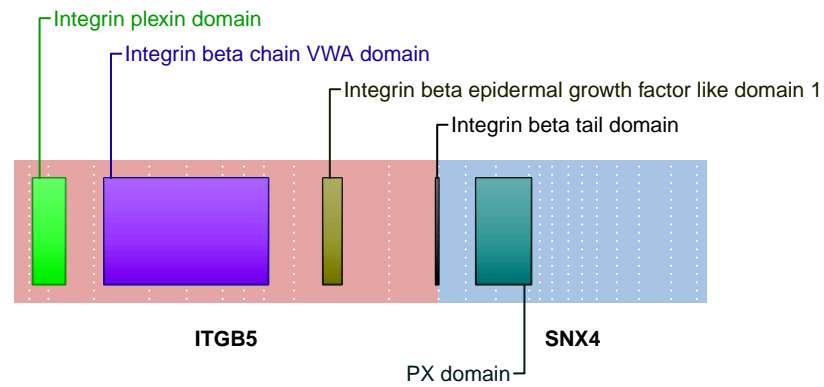 Integrin plexin domain
Integrin beta chain VWA domain
Integrin beta epidermal growth factor like domain 1
Integrin beta tail domain
ITGB5
SNX4
PX domain